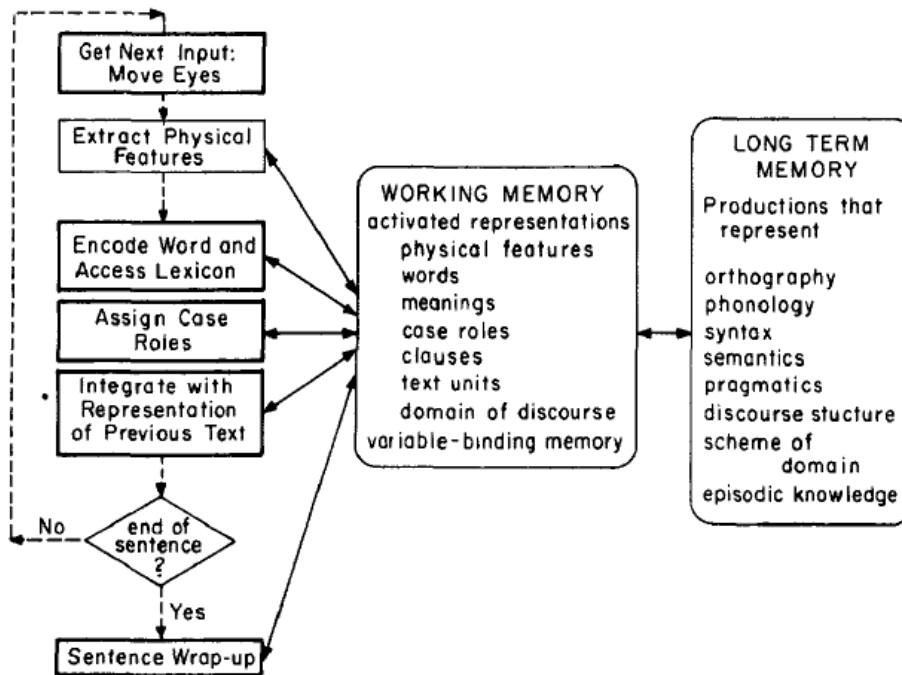 Get Next Input:
Move Eyes
Extract Physical
Features
Encode Word and
Access Lexicon
Assign Case
Roles
Integrate with
Representation
of Previous Text
No
end of
sentence
?
Yes
Sentence Wrap-up
WORKING MEMORY
activated representations
physical features
words
meanings
case roles
clauses
text units
domain of discourse
variable-binding memory
LONG TERM
MEMORY
Productions that
represent
orthography
phonology
syntax
semantics
pragmatics
discourse stucture
scheme of
domain
episodic knowledge